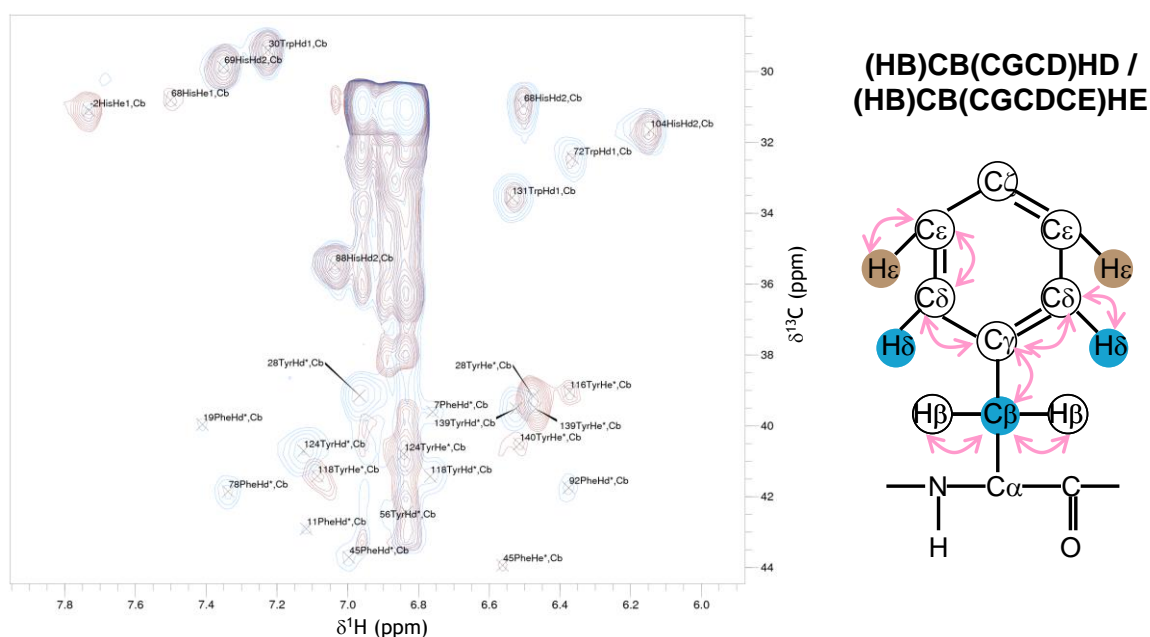 (HB)CB(CGCD)HD /
(HB)CB(CGCDCE)HE
30TrpHd1,Cb
69HisHd2,Cb
68HisHe1,Cb
-2HisHe1,Cb
68HisHd2,Cb
104HisHd2,Cb
72TrpHd1,Cb
131TrpHd1,Cb
88HisHd2,Cb
28TyrHd*,Cb
28TyrHe*,Cb
116TyrHe*,Cb
19PheHd*,Cb
7PheHd*,Cb
139TyrHd*,Cb
139TyrHe*,Cb
124TyrHd*,Cb
124TyrHe*,Cb
140TyrHe*,Cb
118TyrHe*,Cb
118TyrHd*,Cb
78PheHd*,Cb
92PheHd*,Cb
11PheHd*,Cb
56TyrHd*,Cb
45PheHd*,Cb
45PheHe*,Cb
30
32
34
36
38
40
42
44
δ¹³C (ppm)
7.8 7.6 7.4 7.2 7.0 6.8 6.6 6.4 6.2 6.0
δ¹H (ppm)
Cζ
Cε Cε
Hε Hε
Cδ Cδ
Hδ Cγ Hδ
Hβ Cβ Hβ
N Cα C
H O